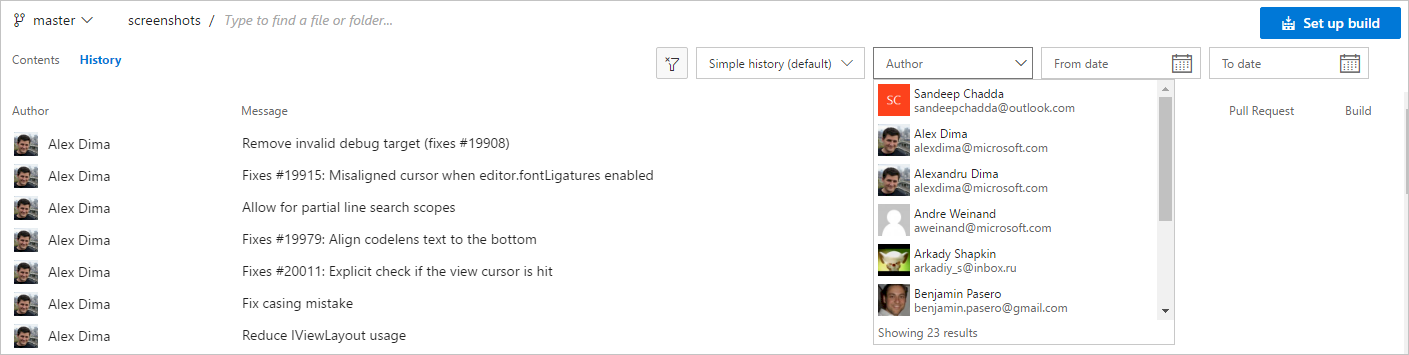 master screenshots / Type to find a file or folder... Set up build
Contents History Simple history (default) Author From date To date
Author Message Pull Request Build
Alex Dima Remove invalid debug target (fixes #19908)
Alex Dima Fixes #19915: Misaligned cursor when editor.fontLigatures enabled
Alex Dima Allow for partial line search scopes
Alex Dima Fixes #19979: Align codelens text to the bottom
Alex Dima Fixes #20011: Explicit check if the view cursor is hit
Alex Dima Fix casing mistake
Alex Dima Reduce IViewLayout usage
SC Sandeep Chadda
sandeepchadda@outlook.com
Alex Dima
alexdima@microsoft.com
Alexandru Dima
alexdima@microsoft.com
Andre Weinand
aweinand@microsoft.com
Arkady Shapkin
arkadiy_s@inbox.ru
Benjamin Pasero
benjamin.pasero@gmail.com
Showing 23 results